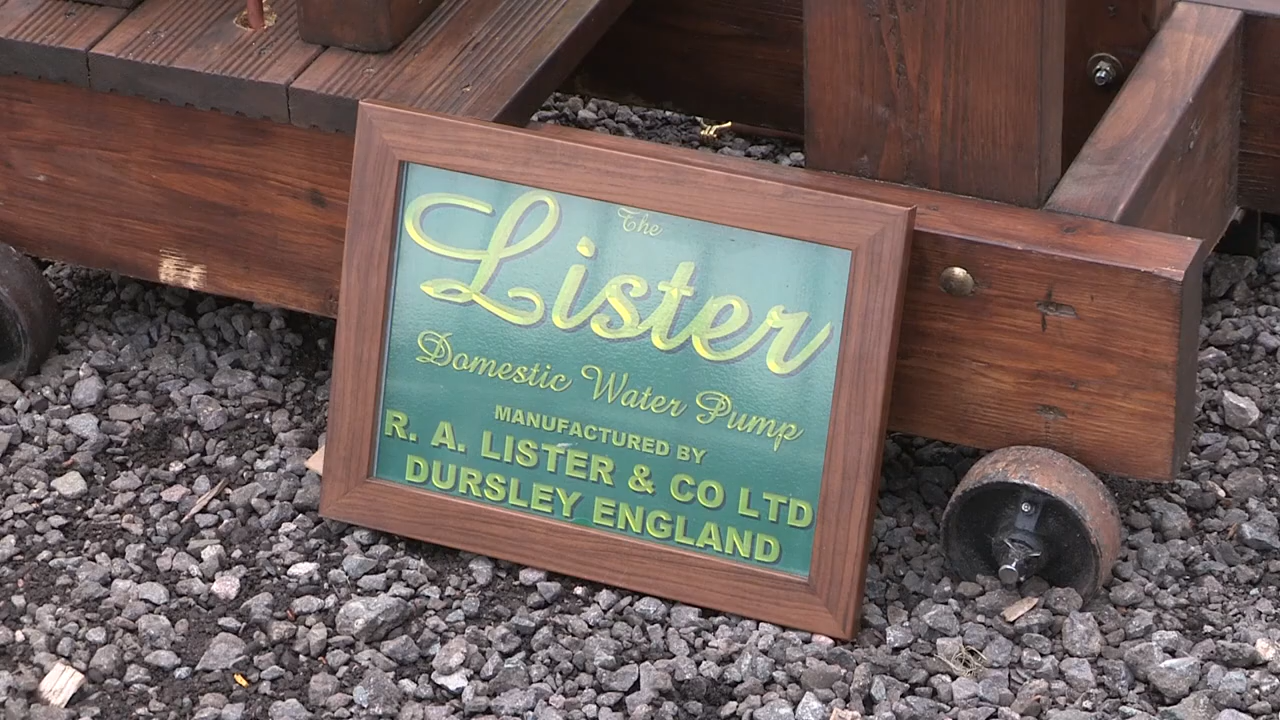 The
Lister
Domestic Water Pump
MANUFACTURED BY
R. A. LISTER & CO LTD
DURSLEY ENGLAND